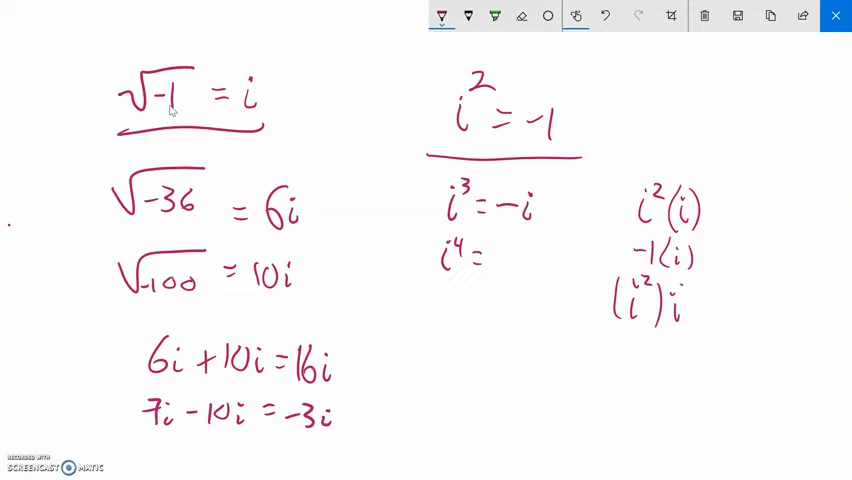 √-1 = i
√-36 = 6i
√-100 = 10i
6i + 10i = 16i
7i - 10i = -3i
i² = -1
i³ = -i
i⁴ =
i²(i)
-1(i)
(i²)i
RECORDED WITH
SCREENCAST MATIC